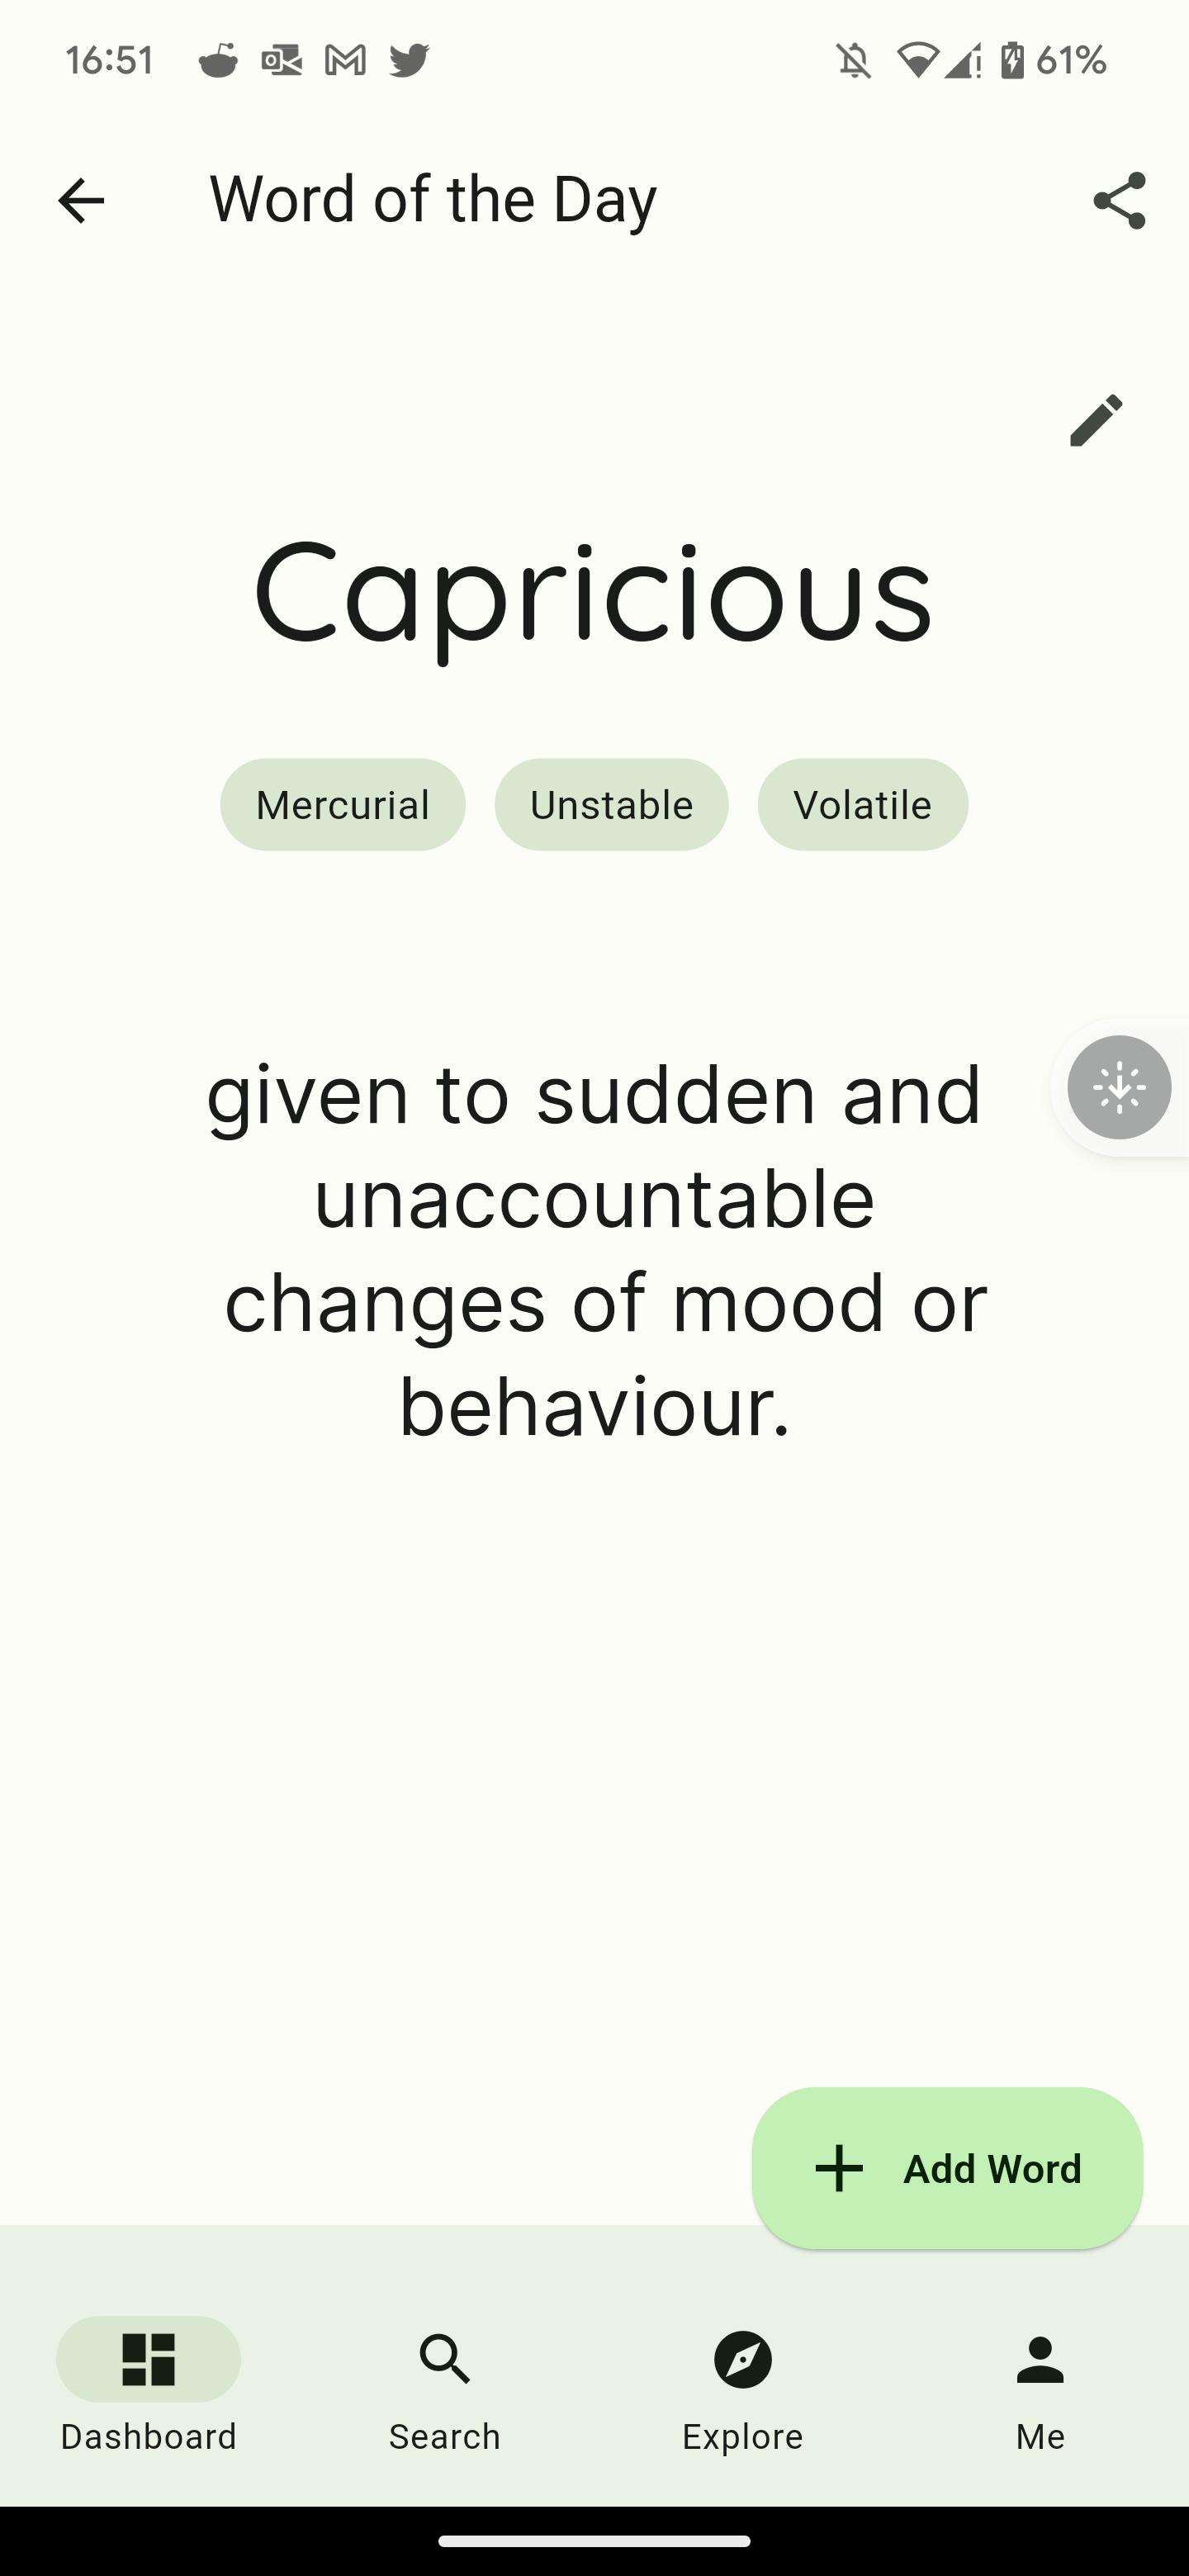 16:51 61%
Word of the Day
Capricious
Mercurial Unstable Volatile
given to sudden and
unaccountable
changes of mood or
behaviour.
Add Word
Dashboard Search Explore Me